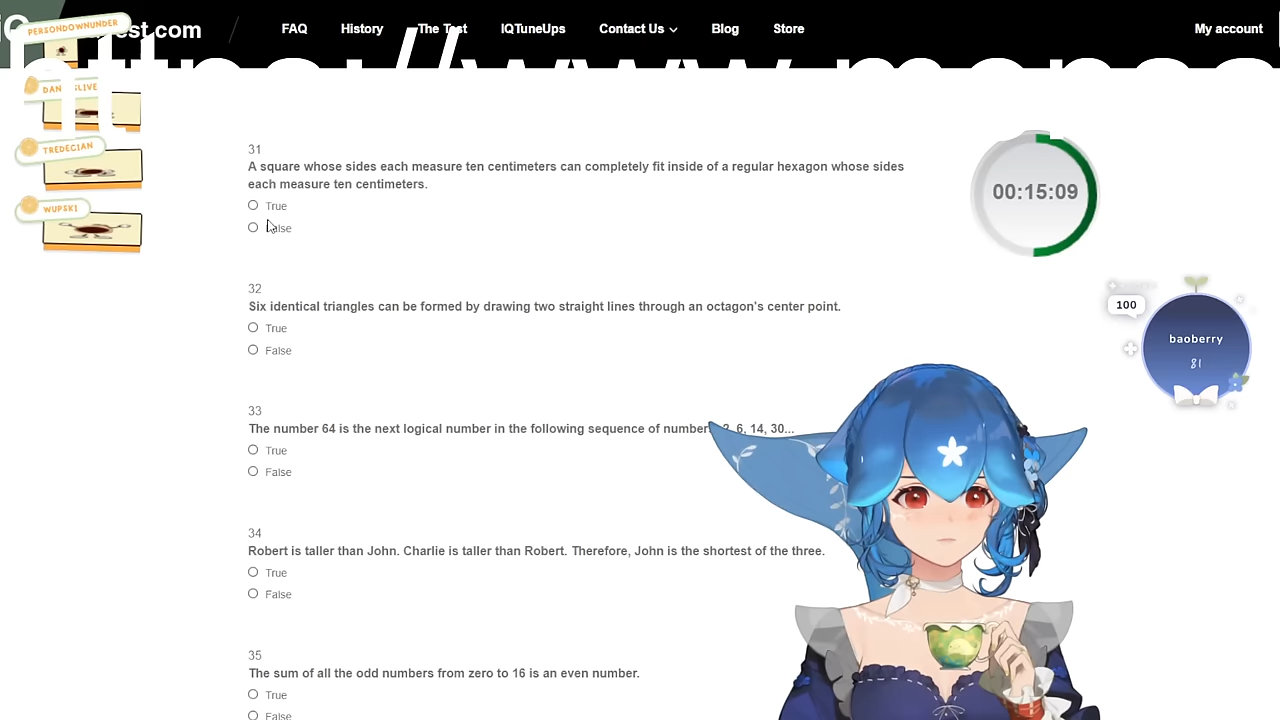 est.com
FAQ
History
The Test
IQTuneUps
Contact Us
Blog
Store
My account
PERSONDOWNUNDER
TREDECIAN
WUPSKI
31
A square whose sides each measure ten centimeters can completely fit inside of a regular hexagon whose sides
each measure ten centimeters.
True
False
00:15:09
32
Six identical triangles can be formed by drawing two straight lines through an octagon's center point.
True
False
100
baoberry
81
33
The number 64 is the next logical number in the following sequence of number 2, 6, 14, 30...
True
False
34
Robert is taller than John. Charlie is taller than Robert. Therefore, John is the shortest of the three.
True
False
35
The sum of all the odd numbers from zero to 16 is an even number.
True
False